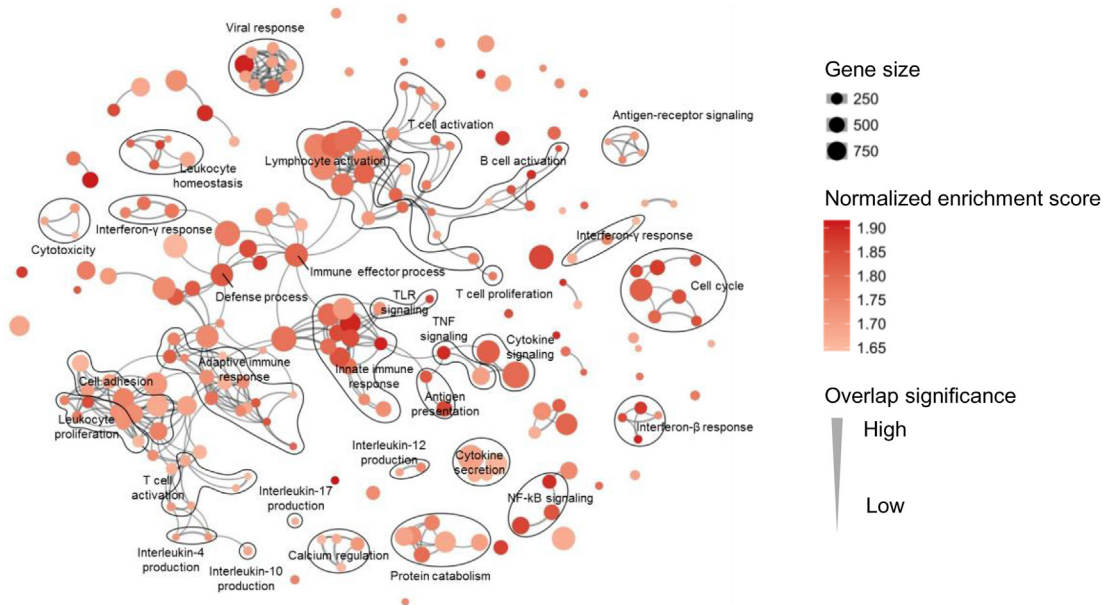 Viral response
T cell activation
Antigen-receptor signaling
Lymphocyte activation
B cell activation
Leukocyte
homeostasis
Cytotoxicity
Interferon-γ response
Interferon-γ response
Immune effector process
Defense process
T cell proliferation
Cell cycle
TLR
signaling
TNF
signaling
Cytokine
signaling
Cell adhesion
Adaptive immune
response
Innate immune
response
Antigen
presentation
Leukocyte
proliferation
Interferon-β response
Interleukin-12
production
Cytokine
secretion
T cell
activation
Interleukin-17
production
NF-kB signaling
Interleukin-4
production
Interleukin-10
production
Calcium regulation
Protein catabolism
Gene size
250
500
750
Normalized enrichment score
1.90
1.80
1.70
1.65
Overlap significance
High
Low